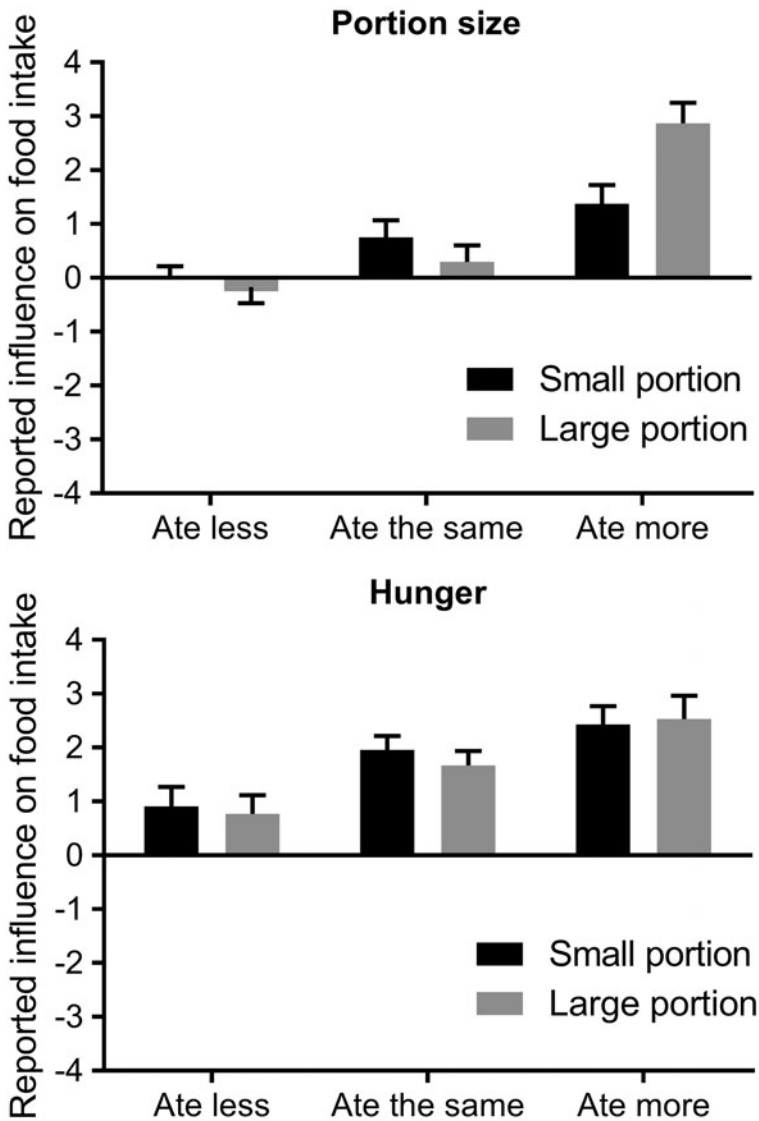 Portion size
Reported influence on food intake
4
3
2
1
0
-1
-2
-3
-4
Small portion
Large portion
Ate less
Ate the same
Ate more
Hunger
Reported influence on food intake
4
3
2
1
0
-1
-2
-3
-4
Small portion
Large portion
Ate less
Ate the same
Ate more